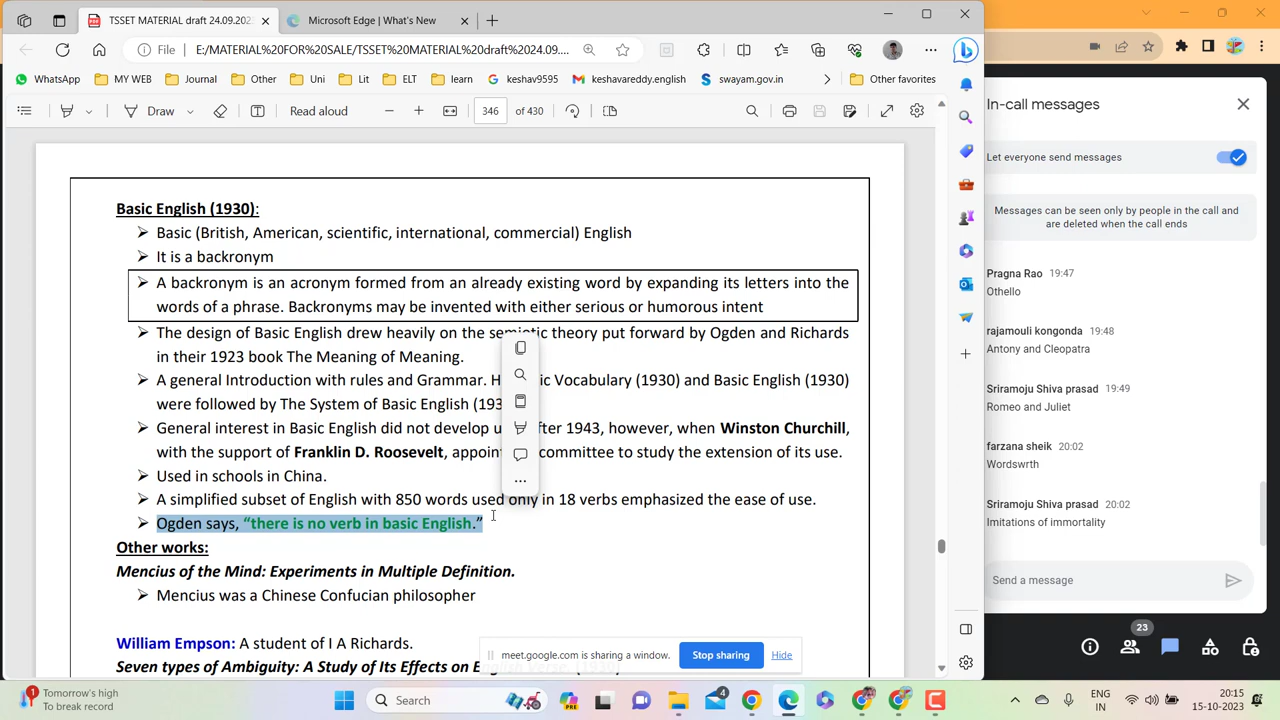 TSSET MATERIAL draft 24.09.202
Microsoft Edge | What's New
File
E:/MATERIAL%20FOR%20SALE/TSSET%20MATERIAL%20draft%2024.09....
WhatsApp
MY WEB
Journal
Other
Uni
Lit
ELT
learn
keshav9595
keshavareddy.english
swayam.gov.in
Other favorites
Draw
Read aloud
346 of 430
Basic English (1930):
➢ Basic (British, American, scientific, international, commercial) English
➢ It is a backronym
➢ A backronym is an acronym formed from an already existing word by expanding its letters into the
words of a phrase. Backronyms may be invented with either serious or humorous intent
➢ The design of Basic English drew heavily on the semiotic theory put forward by Ogden and Richards
in their 1923 book The Meaning of Meaning.
➢ A general Introduction with rules and Grammar. H ic Vocabulary (1930) and Basic English (1930)
were followed by The System of Basic English (193
➢ General interest in Basic English did not develop u fter 1943, however, when Winston Churchill,
with the support of Franklin D. Roosevelt, appoin committee to study the extension of its use.
➢ Used in schools in China.
➢ A simplified subset of English with 850 words used only in 18 verbs emphasized the ease of use.
➢ Ogden says, “there is no verb in basic English.”
Other works:
Mencius of the Mind: Experiments in Multiple Definition.
➢ Mencius was a Chinese Confucian philosopher
William Empson: A student of I A Richards.
Seven types of Ambiguity: A Study of Its Effects on English Verse. (1930)
meet.google.com is sharing a window.
Stop sharing
Hide
In-call messages
Let everyone send messages
Messages can be seen only by people in the call and
are deleted when the call ends
Pragna Rao 19:47
Othello
rajamouli kongonda 19:48
Antony and Cleopatra
Sriramoju Shiva prasad 19:49
Romeo and Juliet
farzana sheik 20:02
Wordswrth
Sriramoju Shiva prasad 20:02
Imitations of immortality
Send a message
23
1
Tomorrow's high
To break record
Search
PRE
4
ENG
IN
20:15
15-10-2023